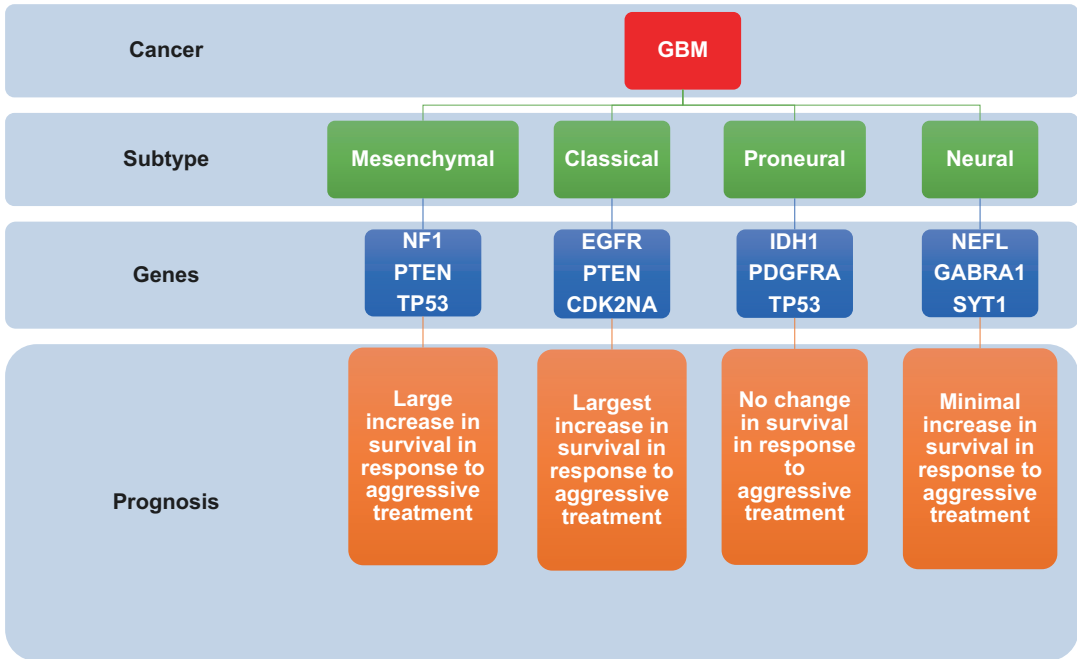 Cancer
GBM
Subtype
Mesenchymal
Classical
Proneural
Neural
Genes
NF1
PTEN
TP53
EGFR
PTEN
CDK2NA
IDH1
PDGFRA
TP53
NEFL
GABRA1
SYT1
Prognosis
Large
increase in
survival in
response to
aggressive
treatment
Largest
increase in
survival in
response to
aggressive
treatment
No change
in survival
in response
to
aggressive
treatment
Minimal
increase in
survival in
response to
aggressive
treatment